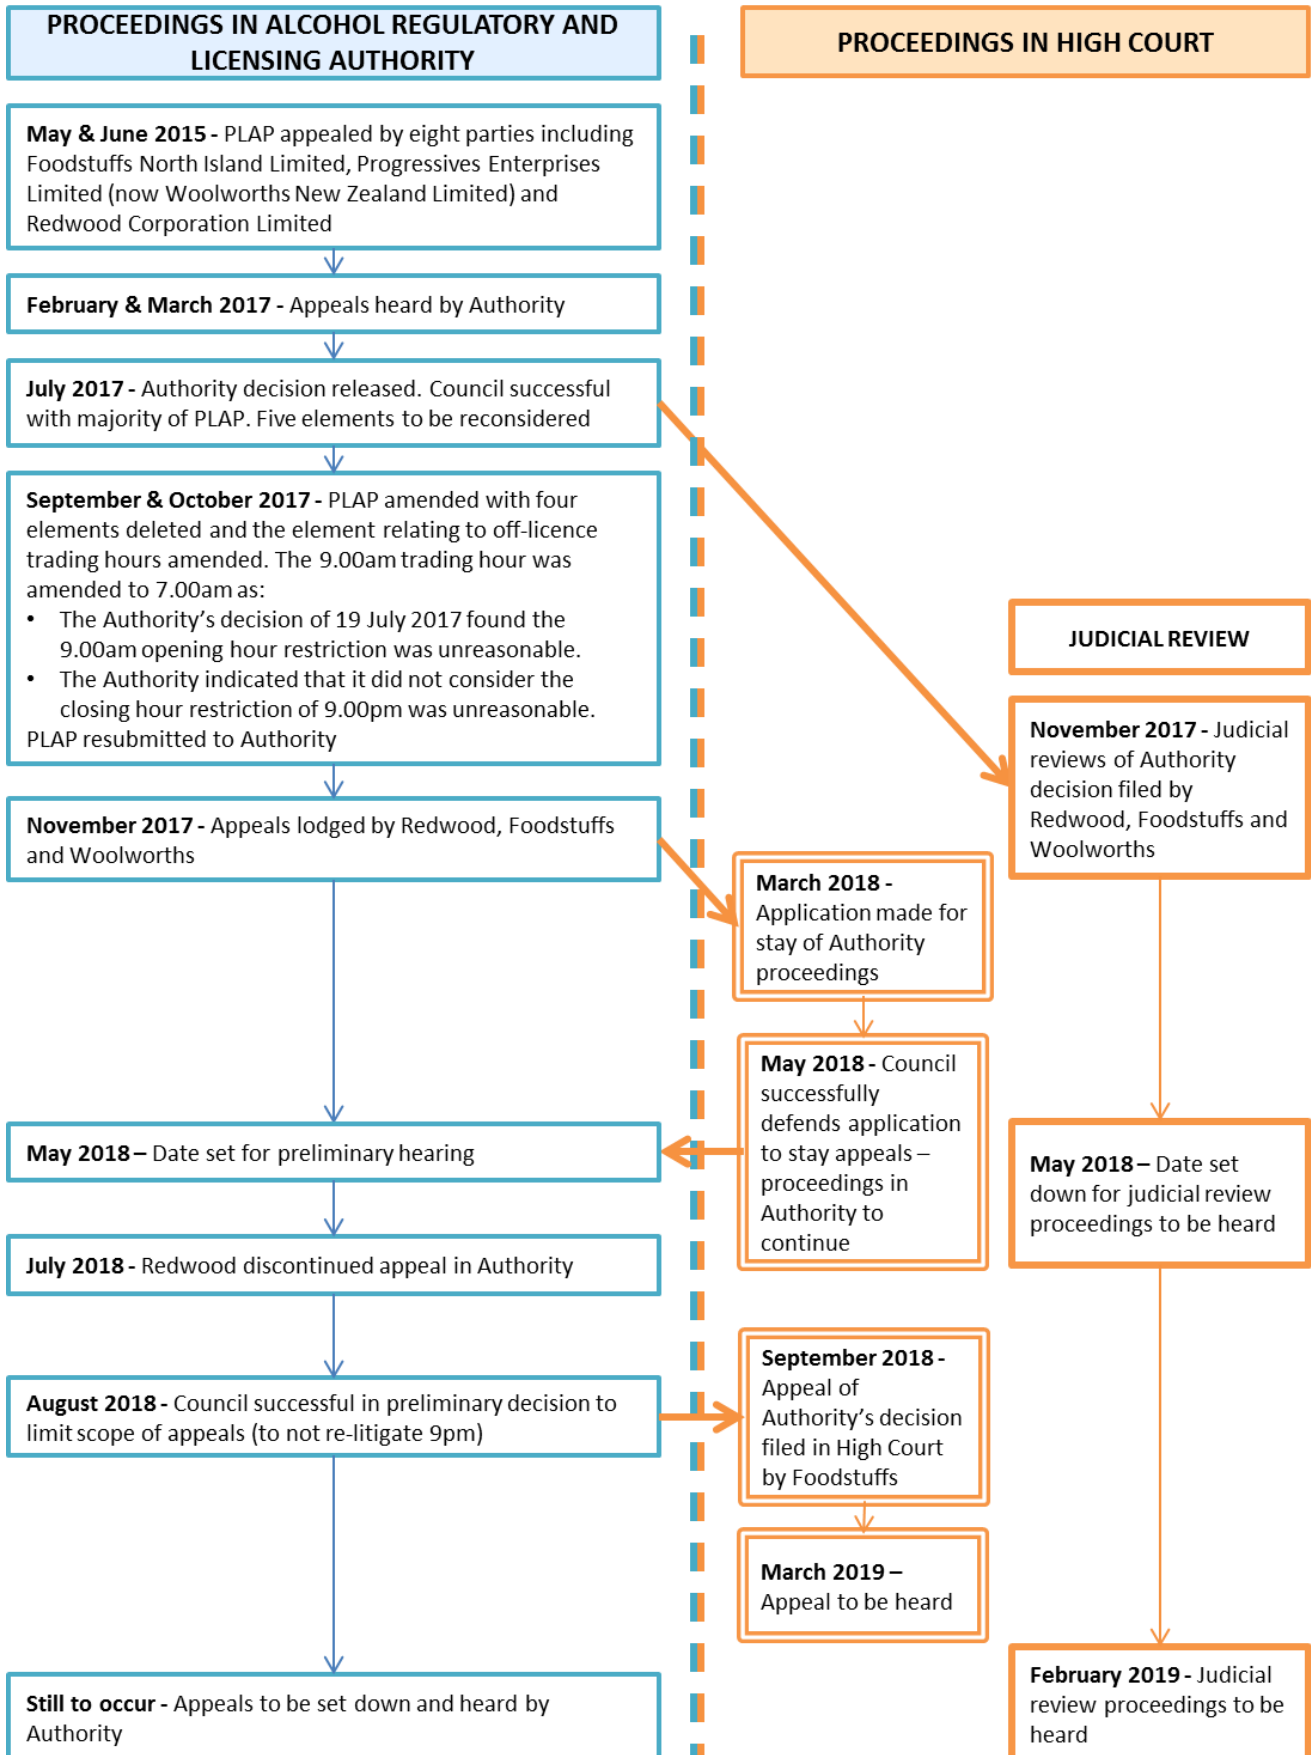 PROCEEDINGS IN ALCOHOL REGULATORY AND
LICENSING AUTHORITY
PROCEEDINGS IN HIGH COURT
May & June 2015 - PLAP appealed by eight parties including
Foodstuffs North Island Limited, Progressives Enterprises
Limited (now Woolworths New Zealand Limited) and
Redwood Corporation Limited
February & March 2017 - Appeals heard by Authority
July 2017 - Authority decision released. Council successful
with majority of PLAP. Five elements to be reconsidered
September & October 2017 - PLAP amended with four
elements deleted and the element relating to off-licence
trading hours amended. The 9.00am trading hour was
amended to 7.00am as:
• The Authority’s decision of 19 July 2017 found the
9.00am opening hour restriction was unreasonable.
• The Authority indicated that it did not consider the
closing hour restriction of 9.00pm was unreasonable.
PLAP resubmitted to Authority
JUDICIAL REVIEW
November 2017 - Judicial
reviews of Authority
decision filed by
Redwood, Foodstuffs and
Woolworths
November 2017 - Appeals lodged by Redwood, Foodstuffs
and Woolworths
March 2018 -
Application made for
stay of Authority
proceedings
May 2018 - Council
successfully
defends application
to stay appeals –
proceedings in
Authority to
continue
May 2018 – Date set for preliminary hearing
May 2018 – Date set
down for judicial review
proceedings to be heard
July 2018 - Redwood discontinued appeal in Authority
August 2018 - Council successful in preliminary decision to
limit scope of appeals (to not re-litigate 9pm)
September 2018 -
Appeal of
Authority’s decision
filed in High Court
by Foodstuffs
March 2019 –
Appeal to be heard
Still to occur - Appeals to be set down and heard by
Authority
February 2019 - Judicial
review proceedings to be
heard